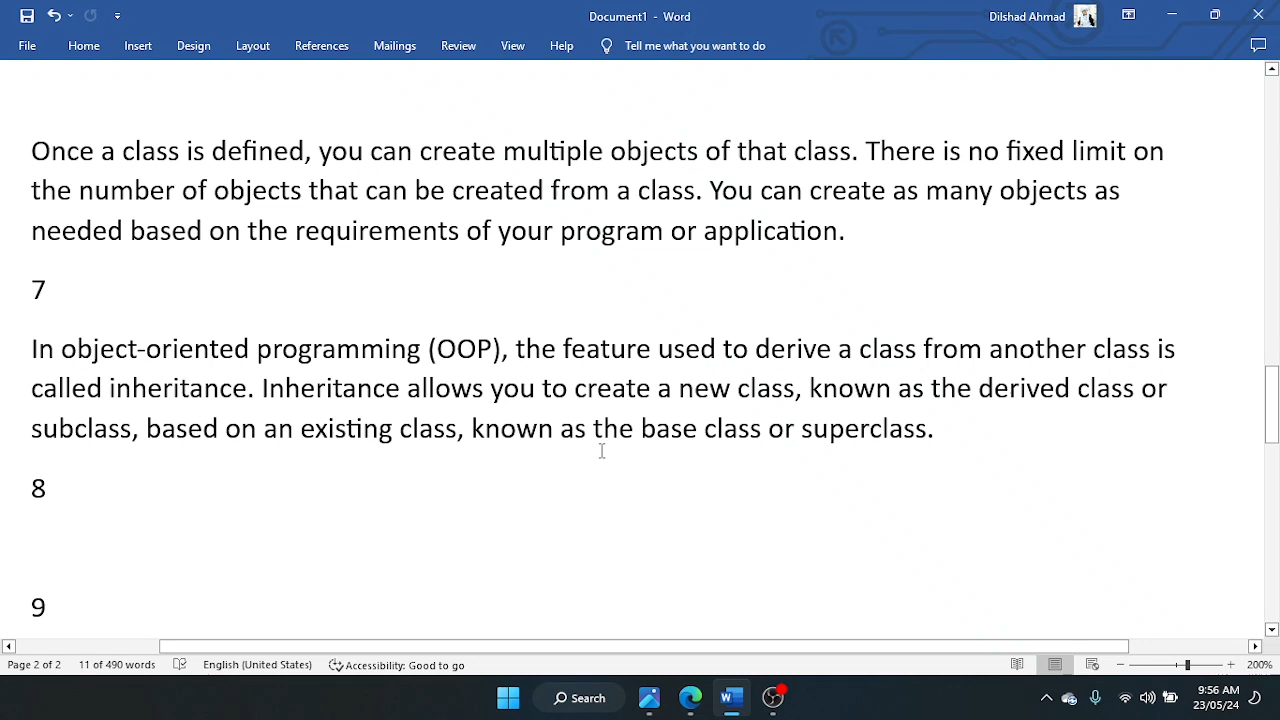 Document1 - Word
Dilshad Ahmad
File Home Insert Design Layout References Mailings Review View Help Tell me what you want to do
Once a class is defined, you can create multiple objects of that class. There is no fixed limit on
the number of objects that can be created from a class. You can create as many objects as
needed based on the requirements of your program or application.
7
In object-oriented programming (OOP), the feature used to derive a class from another class is
called inheritance. Inheritance allows you to create a new class, known as the derived class or
subclass, based on an existing class, known as the base class or superclass.
8
9
Page 2 of 2 11 of 490 words English (United States) Accessibility: Good to go 200%
Search
9:56 AM
23/05/24